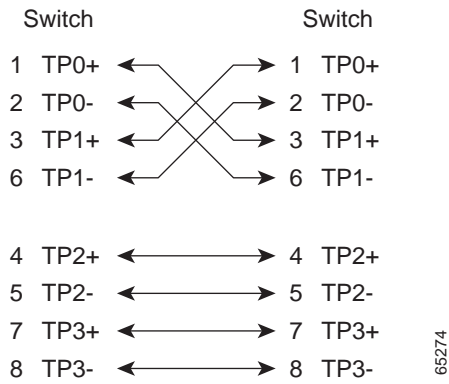 Switch Switch
1 TP0+ 1 TP0+
2 TP0- 2 TP0-
3 TP1+ 3 TP1+
6 TP1- 6 TP1-
4 TP2+ 4 TP2+
5 TP2- 5 TP2-
7 TP3+ 7 TP3+
8 TP3- 8 TP3-
65274